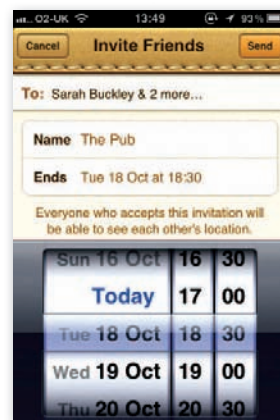 O2-UK 13:49 93%
Cancel Invite Friends Send
To: Sarah Buckley & 2 more...
Name The Pub
Ends Tue 18 Oct at 18:30
Everyone who accepts this invitation will
be able to see each other's location.
Sun 16 Oct 16 30
Today 17 00
Tue 18 Oct 18 30
Wed 19 Oct 19 00
Thu 20 Oct 20 30